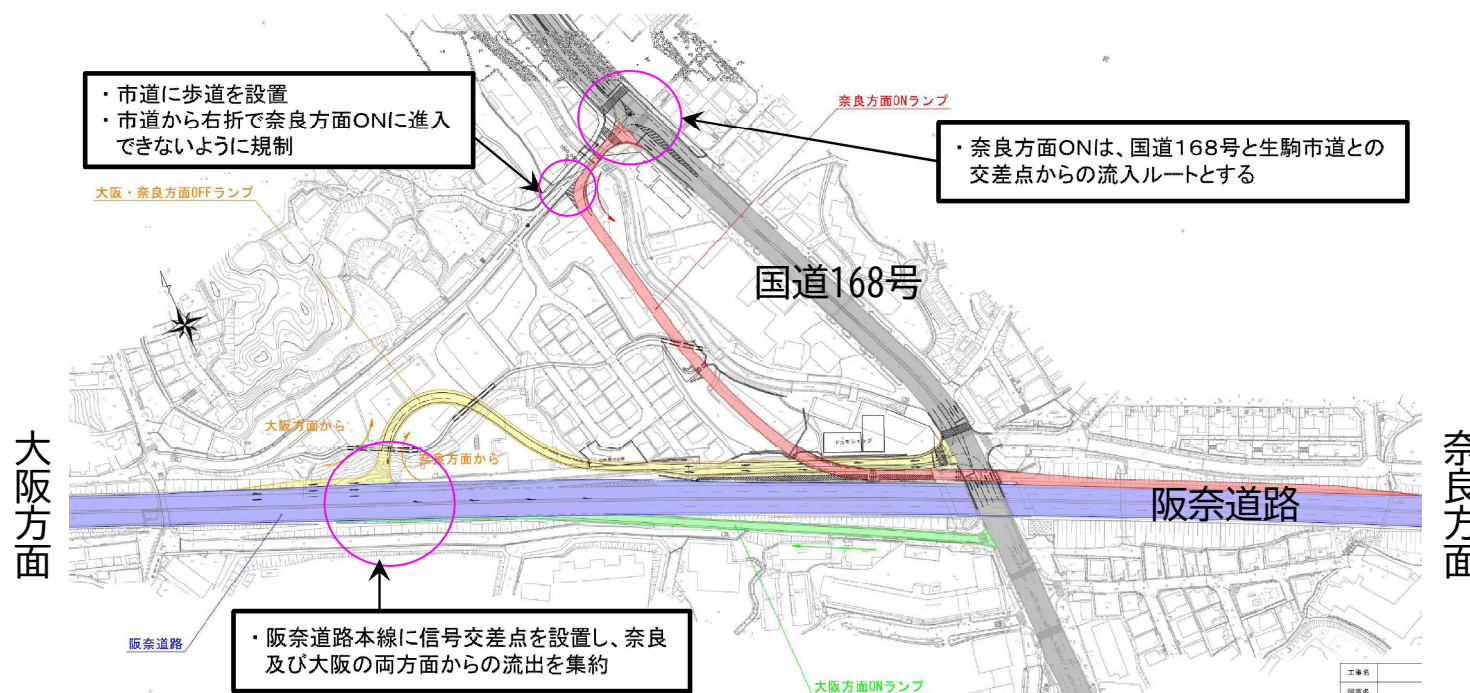 ・市道に歩道を設置
・市道から右折で奈良方面ONに進入
できないように規制
奈良方面ONランプ
・奈良方面ONは、国道168号と生駒市道との
交差点からの流入ルートとする
大阪・奈良方面OFFランプ
国道168号
大阪方面から
奈良方面から
ドコモショップ
大阪方面
奈良方面
阪奈道路
阪奈道路
・阪奈道路本線に信号交差点を設置し、奈良
及び大阪の両方面からの流出を集約
大阪方面ONランプ
工事名